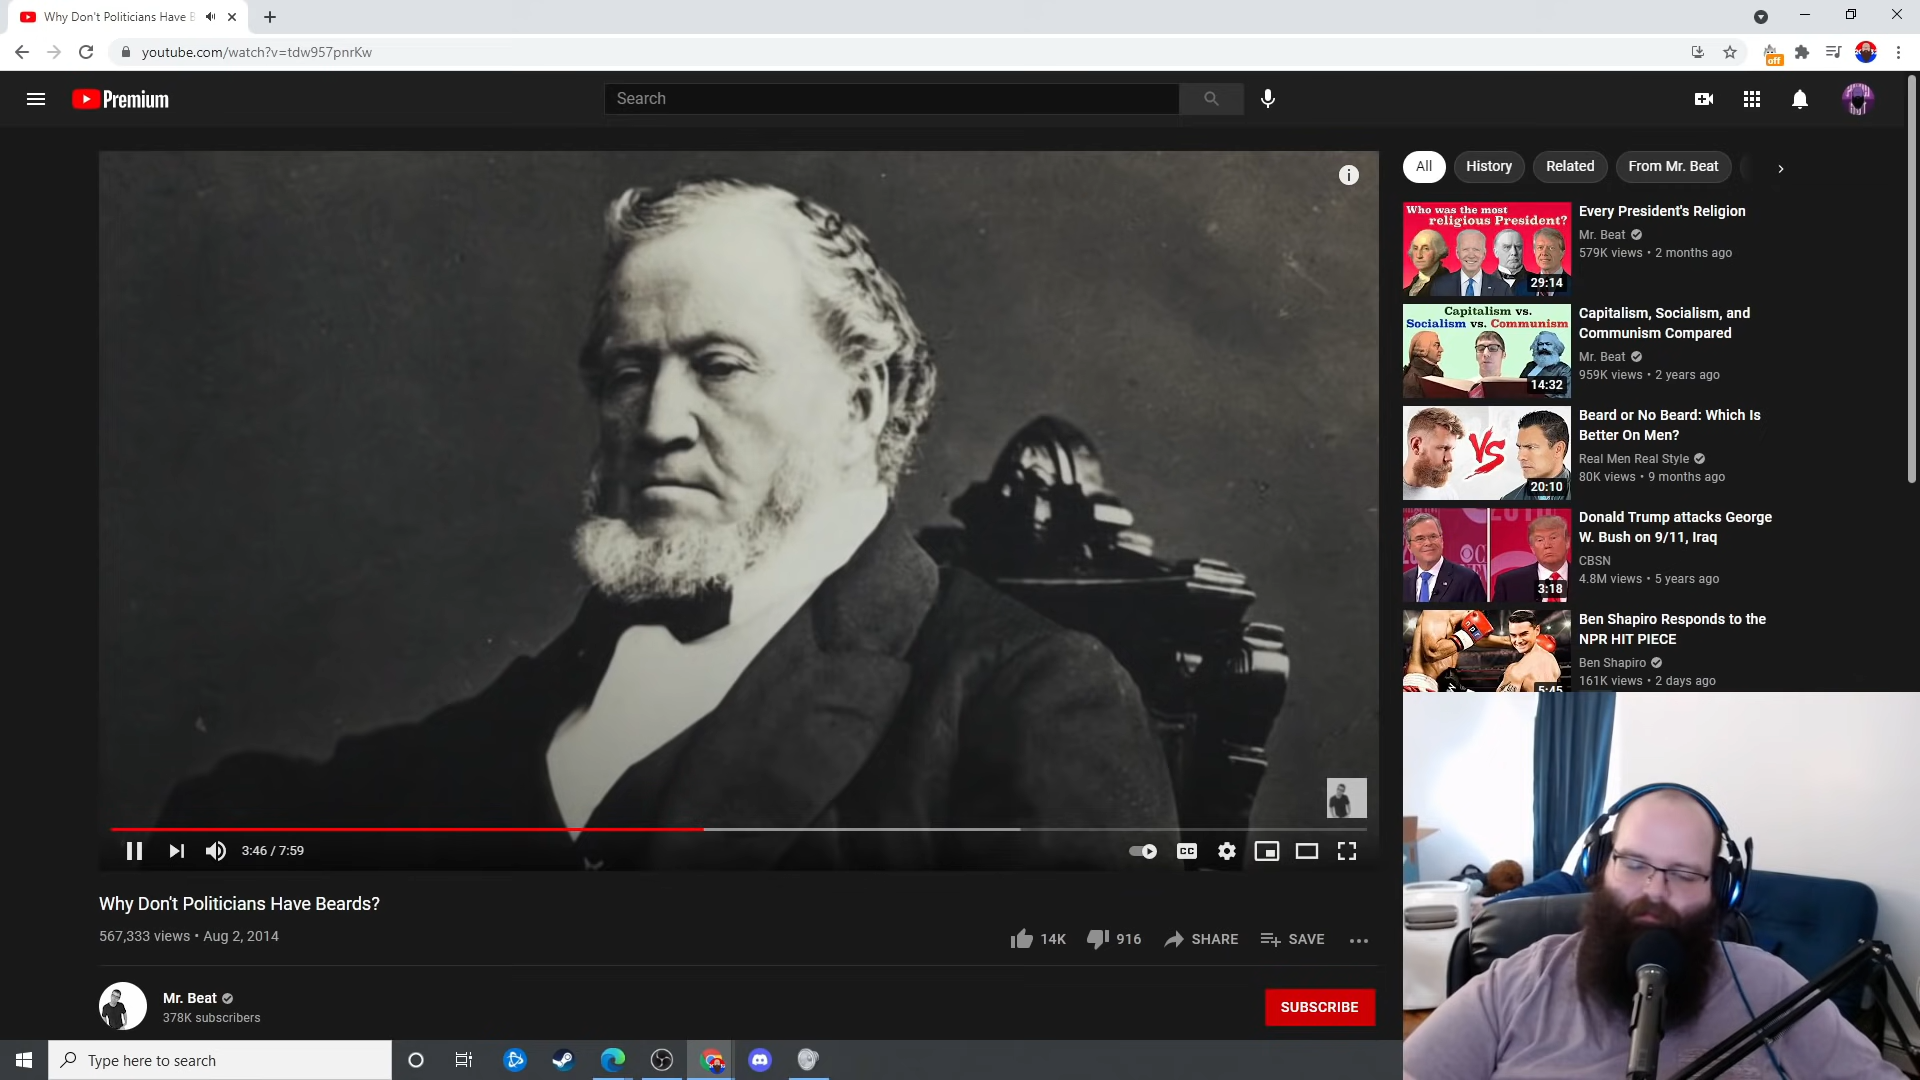 Why Don't Politicians Have B
youtube.com/watch?v=tdw957pnrKw
off
Premium
Search
All
History
Related
From Mr. Beat
Who was the most
religious President?
29:14
Every President's Religion
Mr. Beat
579K views • 2 months ago
Capitalism vs.
Socialism vs. Communism
14:32
Capitalism, Socialism, and
Communism Compared
Mr. Beat
959K views • 2 years ago
VS
20:10
Beard or No Beard: Which Is
Better On Men?
Real Men Real Style
80K views • 9 months ago
3:18
Donald Trump attacks George
W. Bush on 9/11, Iraq
CBSN
4.8M views • 5 years ago
npr
5:45
Ben Shapiro Responds to the
NPR HIT PIECE
Ben Shapiro
161K views • 2 days ago
3:46 / 7:59
CC
Why Don't Politicians Have Beards?
567,333 views • Aug 2, 2014
14K
916
SHARE
SAVE
Mr. Beat
378K subscribers
SUBSCRIBE
Type here to search